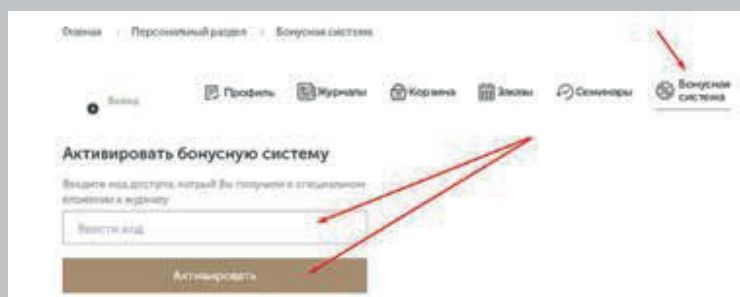 Главная Персональный раздел Бонусная система
Выход Профиль Журналы Корзина Заказы Семинары Бонусная
система
Активировать бонусную систему
Введите код доступа, который Вы получили в специальном
вложении к журналу
Ввести код
Активировать